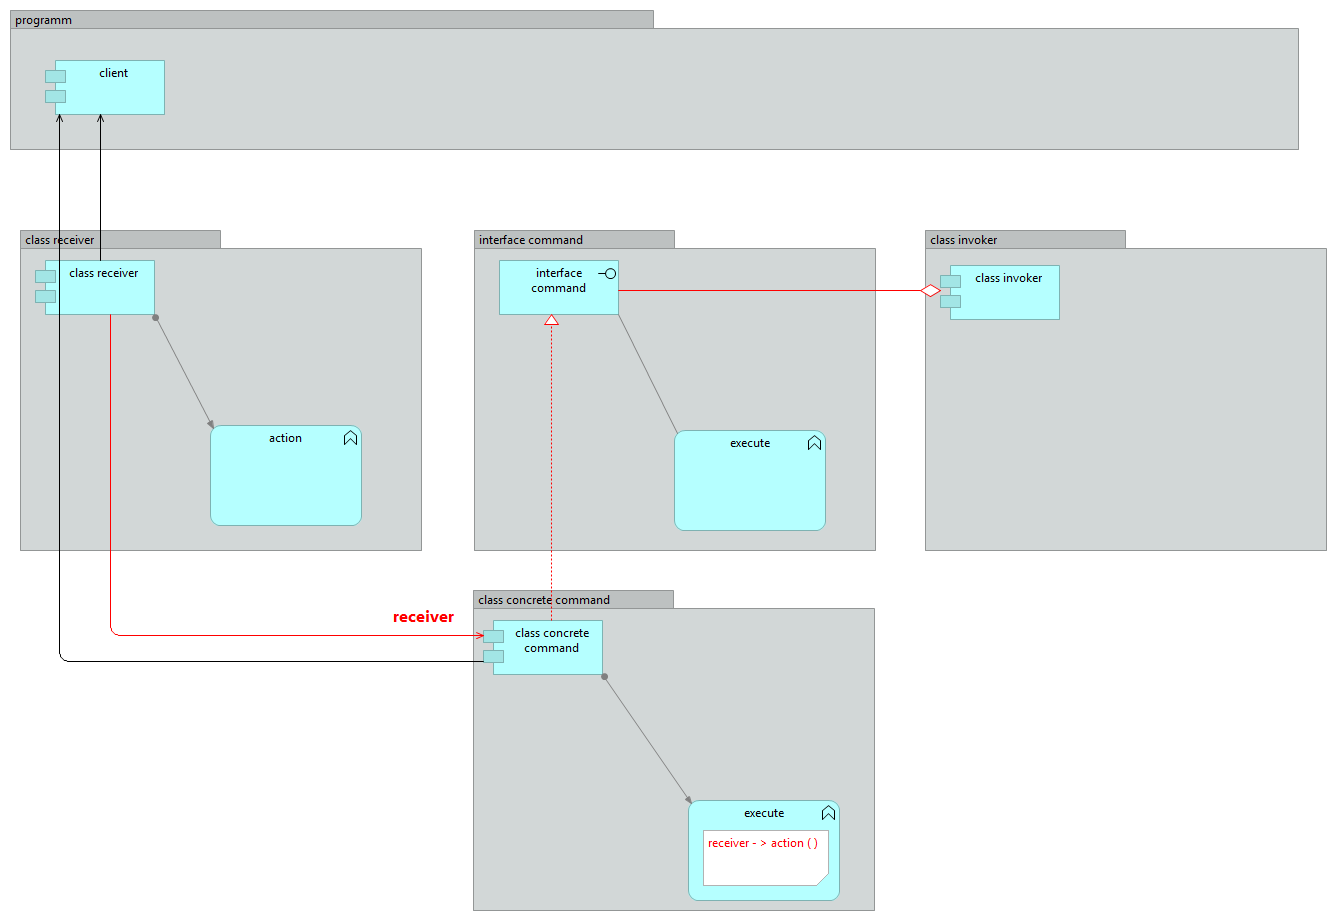 programm
client
class receiver
class receiver
action
interface command
interface
command
execute
class invoker
class invoker
receiver
class concrete command
class concrete
command
execute
receiver - > action ( )